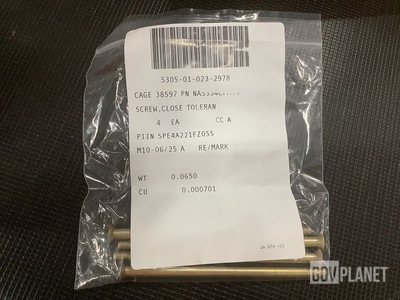 5305-01-023-2978
CAGE 38597 PN
SCREW,CLOSE TOLERAN
4 EA CC A
PIIN SPE4A221FZ055
M10-06/25 A RE/MARK
WT 0.0650
CU 0.000701
GOVPLANET